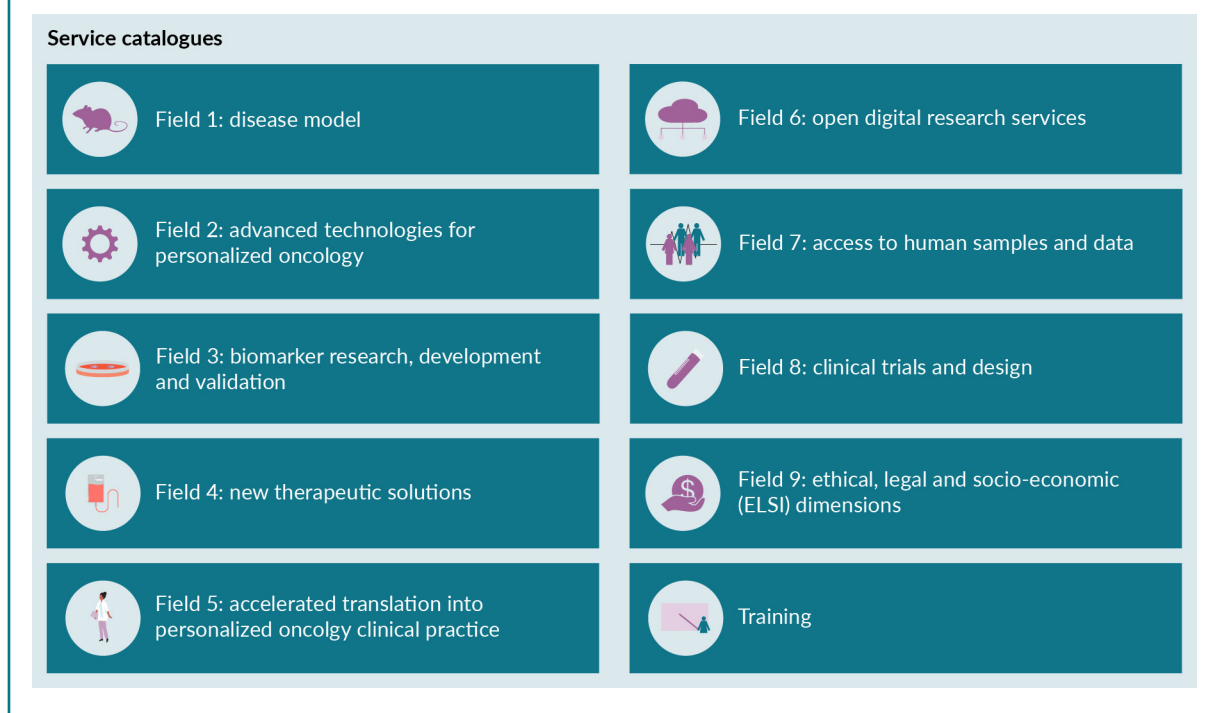 Service catalogues
Field 1: disease model
Field 2: advanced technologies for
personalized oncology
Field 3: biomarker research, development
and validation
Field 4: new therapeutic solutions
Field 5: accelerated translation into
personalized oncolgy clinical practice
Field 6: open digital research services
Field 7: access to human samples and data
Field 8: clinical trials and design
Field 9: ethical, legal and socio-economic
(ELSI) dimensions
Training